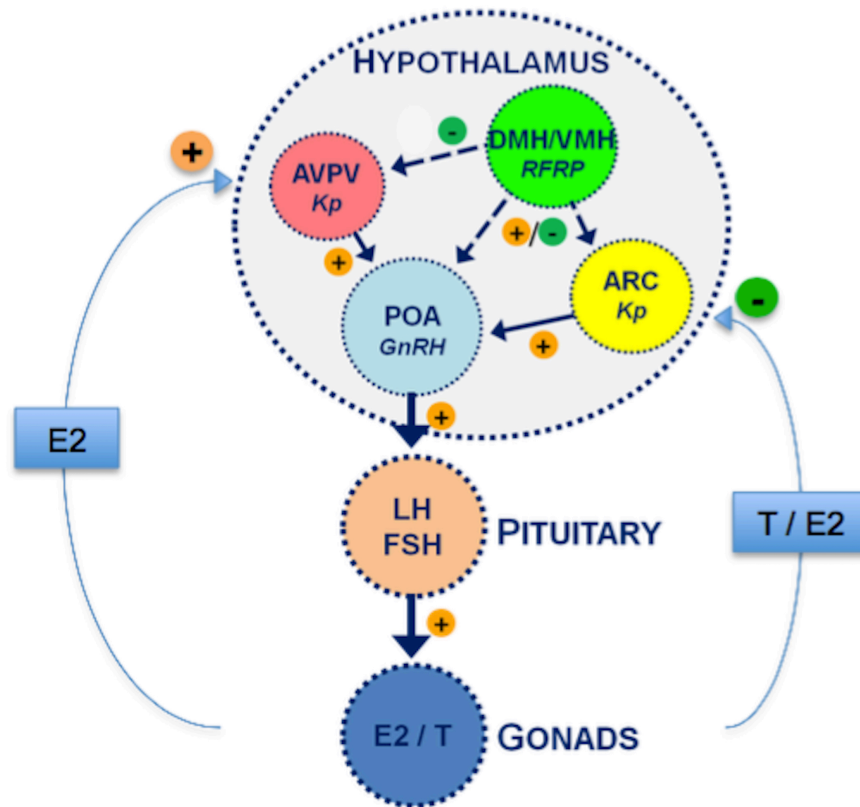 HYPOTHALAMUS
+
-
DMH/VMH
RFRP
AVPV
Kp
+
+/-
ARC
Kp
-
POA
GnRH
+
+
E2
LH
FSH
PITUITARY
T / E2
+
E2 / T
GONADS